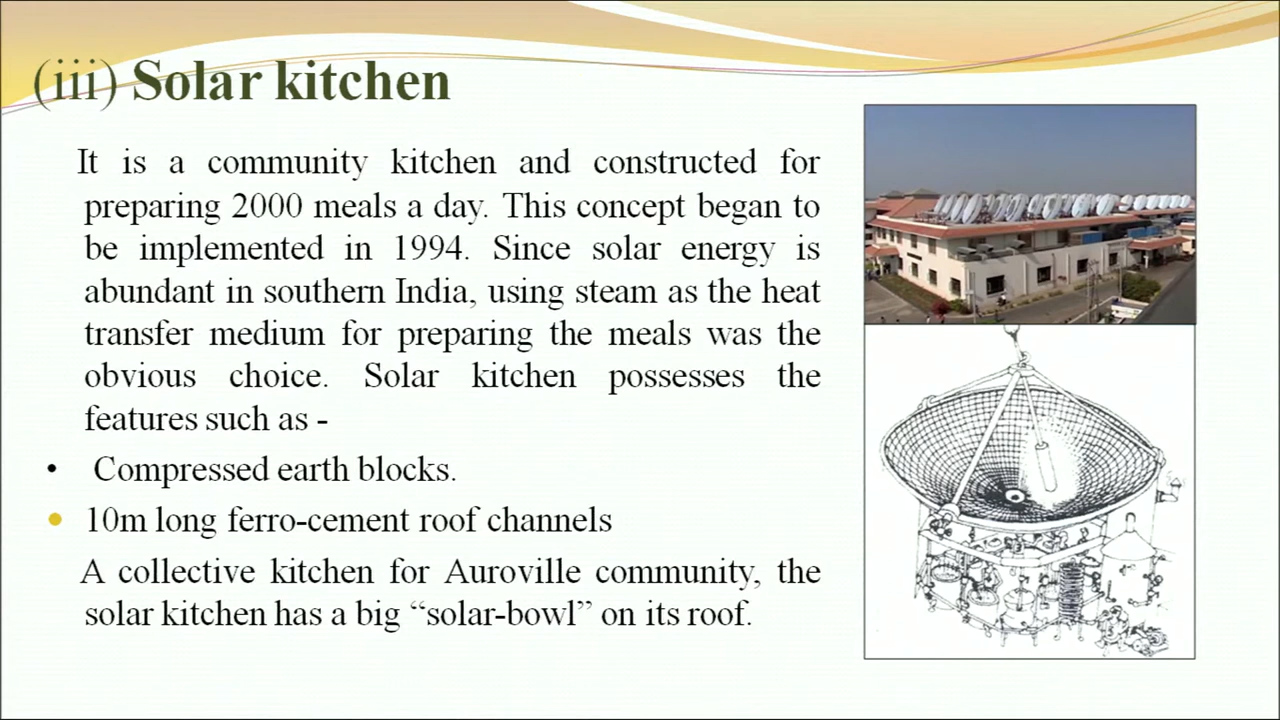 (iii) Solar kitchen
It is a community kitchen and constructed for
preparing 2000 meals a day. This concept began to
be implemented in 1994. Since solar energy is
abundant in southern India, using steam as the heat
transfer medium for preparing the meals was the
obvious choice. Solar kitchen possesses the
features such as -
• Compressed earth blocks.
• 10m long ferro-cement roof channels
A collective kitchen for Auroville community, the
solar kitchen has a big “solar-bowl” on its roof.